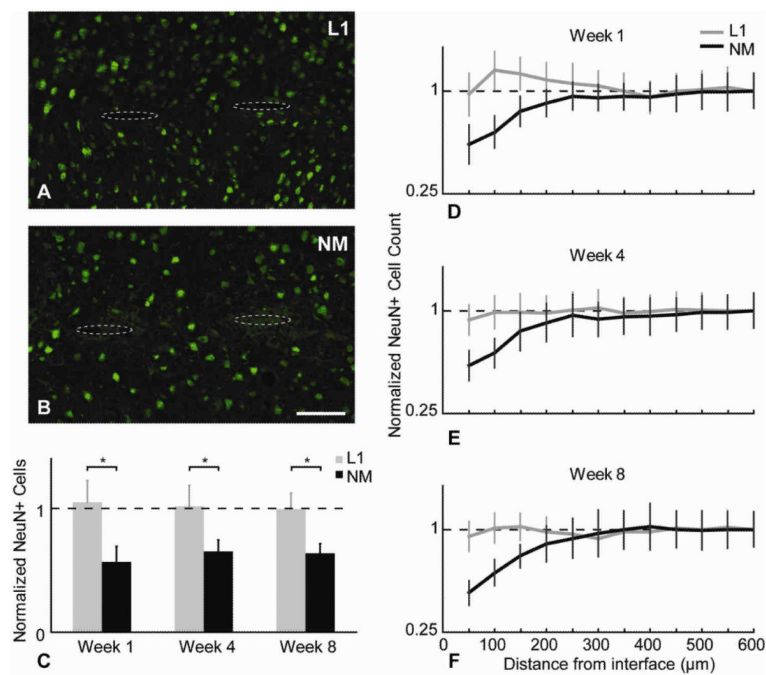 L1
A
NM
B
Normalized NeuN+ Cells
L1
NM
*
*
*
1
0
Week 1
Week 4
Week 8
C
Normalized NeuN+ Cell Count
Week 1
L1
NM
1
0.25
D
Week 4
1
0.25
E
Week 8
1
0.25
F
0
100
200
300
400
500
600
Distance from interface (μm)